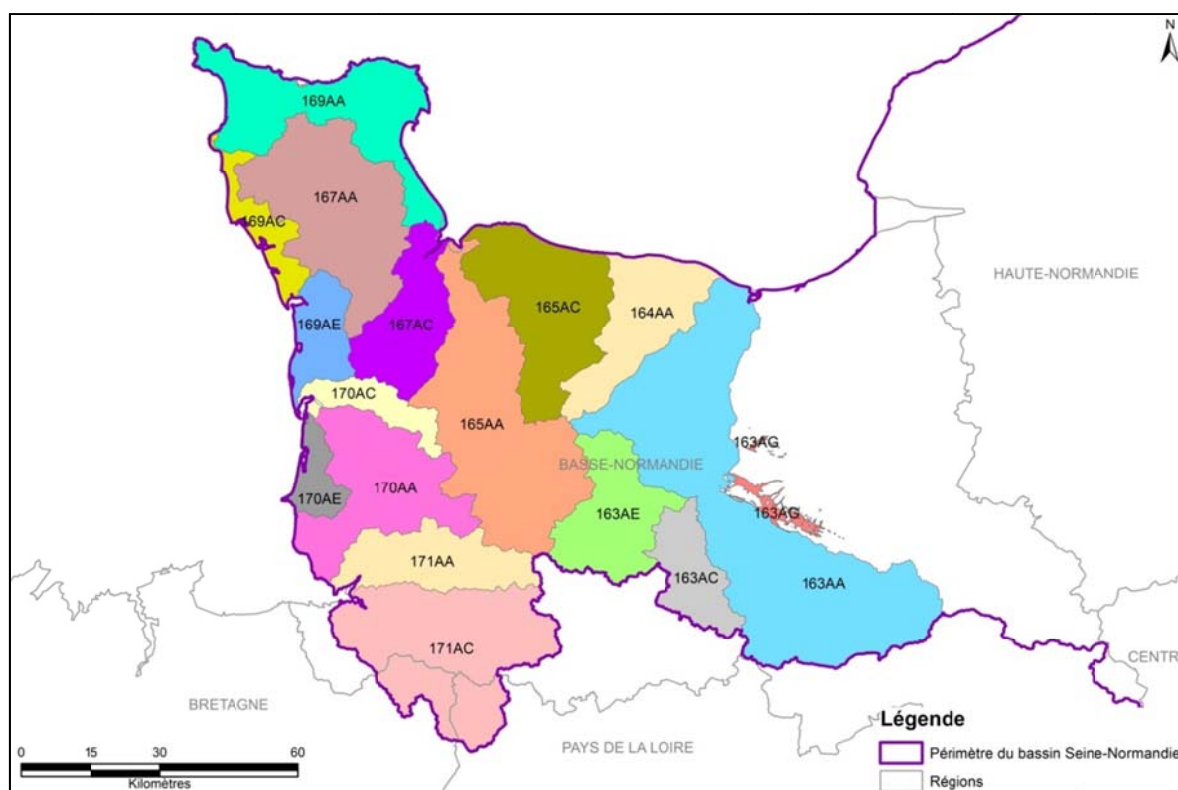 N
169AA
167AA
169AC
165AC
164AA
HAUTE-NORMANDIE
169AE
167AC
170AC
165AA
163AG
BASSE-NORMANDIE
170AA
170AE
163AE
163AG
171AA
163AC
163AA
171AC
CENTR
BRETAGNE
PAYS DE LA LOIRE
Légende
Périmètre du bassin Seine-Normandie
Régions
0 15 30 60
Kilomètres